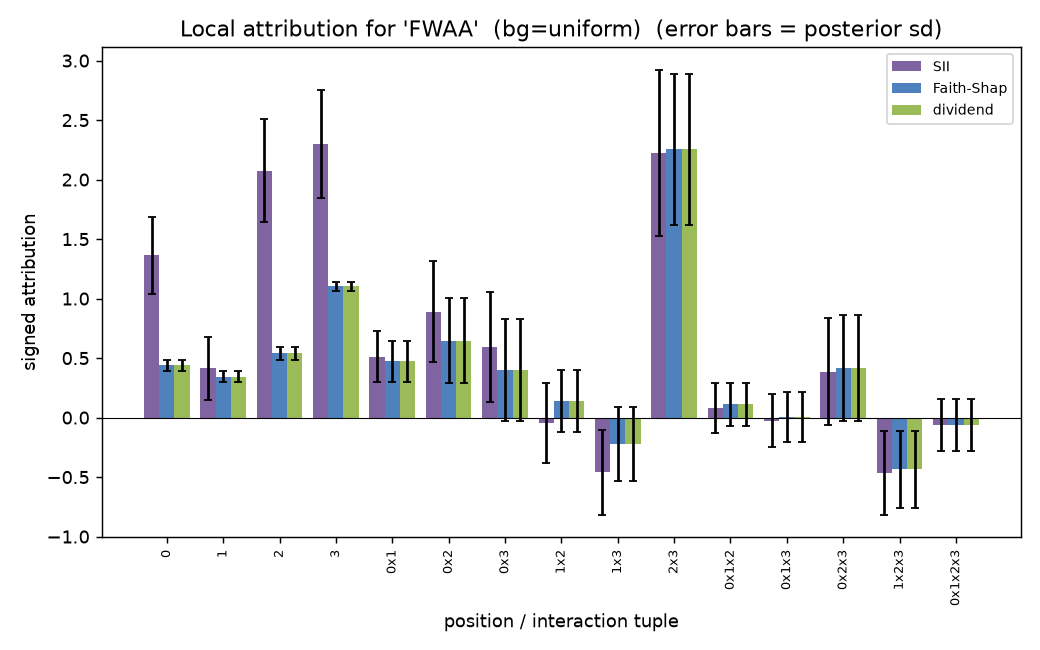 Local attribution for 'FWAA'  (bg=uniform)  (error bars = posterior sd)
SII
Faith-Shap
dividend
signed attribution
3.0
2.5
2.0
1.5
1.0
0.5
0.0
−0.5
−1.0
0
1
2
3
0x1
0x2
0x3
1x2
1x3
2x3
0x1x2
0x1x3
0x2x3
1x2x3
0x1x2x3
position / interaction tuple